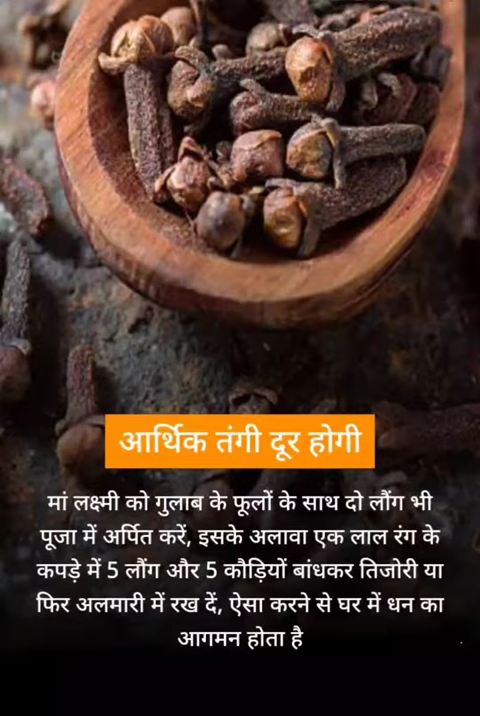 आर्थिक तंगी दूर होगी
मां लक्ष्मी को गुलाब के फूलों के साथ दो लौंग भी
पूजा में अर्पित करें, इसके अलावा एक लाल रंग के
कपड़े में 5 लौंग और 5 कौड़ियों बांधकर तिजोरी या
फिर अलमारी में रख दें, ऐसा करने से घर में धन का
आगमन होता है